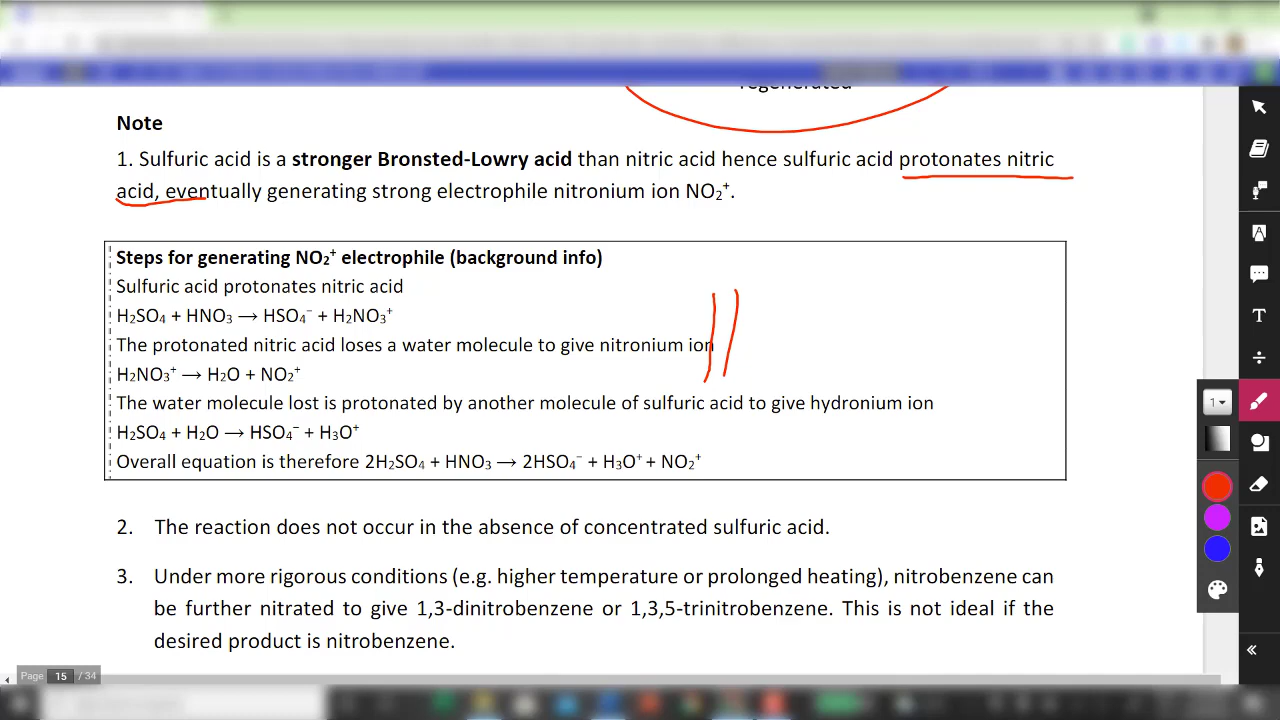 regenerated
Note
1. Sulfuric acid is a stronger Bronsted-Lowry acid than nitric acid hence sulfuric acid protonates nitric
acid, eventually generating strong electrophile nitronium ion NO₂⁺.
Steps for generating NO₂⁺ electrophile (background info)
Sulfuric acid protonates nitric acid
H₂SO₄ + HNO₃ → HSO₄⁻ + H₂NO₃⁺
The protonated nitric acid loses a water molecule to give nitronium ion
H₂NO₃⁺ → H₂O + NO₂⁺
The water molecule lost is protonated by another molecule of sulfuric acid to give hydronium ion
H₂SO₄ + H₂O → HSO₄⁻ + H₃O⁺
Overall equation is therefore 2H₂SO₄ + HNO₃ → 2HSO₄⁻ + H₃O⁺ + NO₂⁺
2. The reaction does not occur in the absence of concentrated sulfuric acid.
3. Under more rigorous conditions (e.g. higher temperature or prolonged heating), nitrobenzene can
be further nitrated to give 1,3-dinitrobenzene or 1,3,5-trinitrobenzene. This is not ideal if the
desired product is nitrobenzene.
Page 15 / 34
1
T